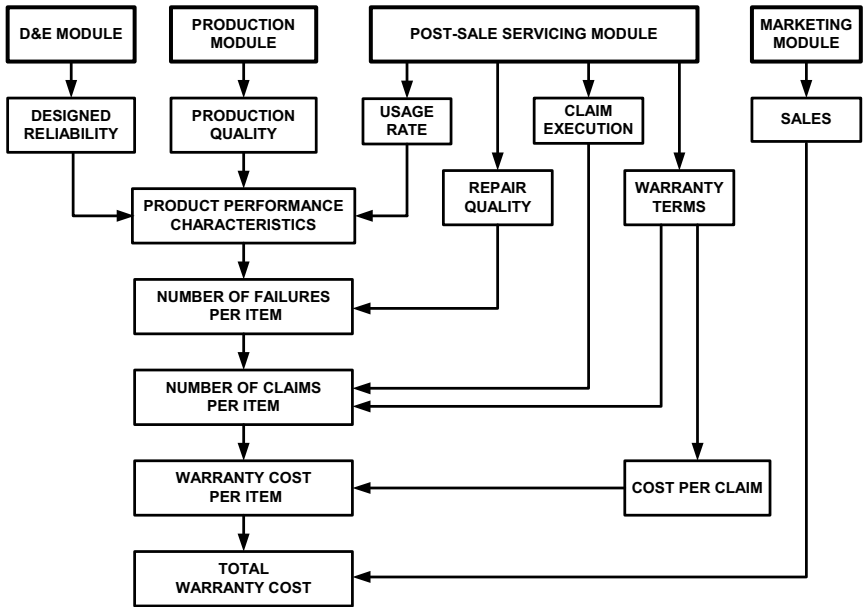 D&E MODULE
PRODUCTION
MODULE
POST-SALE SERVICING MODULE
MARKETING
MODULE
DESIGNED
RELIABILITY
PRODUCTION
QUALITY
USAGE
RATE
CLAIM
EXECUTION
SALES
PRODUCT PERFORMANCE
CHARACTERISTICS
REPAIR
QUALITY
WARRANTY
TERMS
NUMBER OF FAILURES
PER ITEM
NUMBER OF CLAIMS
PER ITEM
WARRANTY COST
PER ITEM
COST PER CLAIM
TOTAL
WARRANTY COST